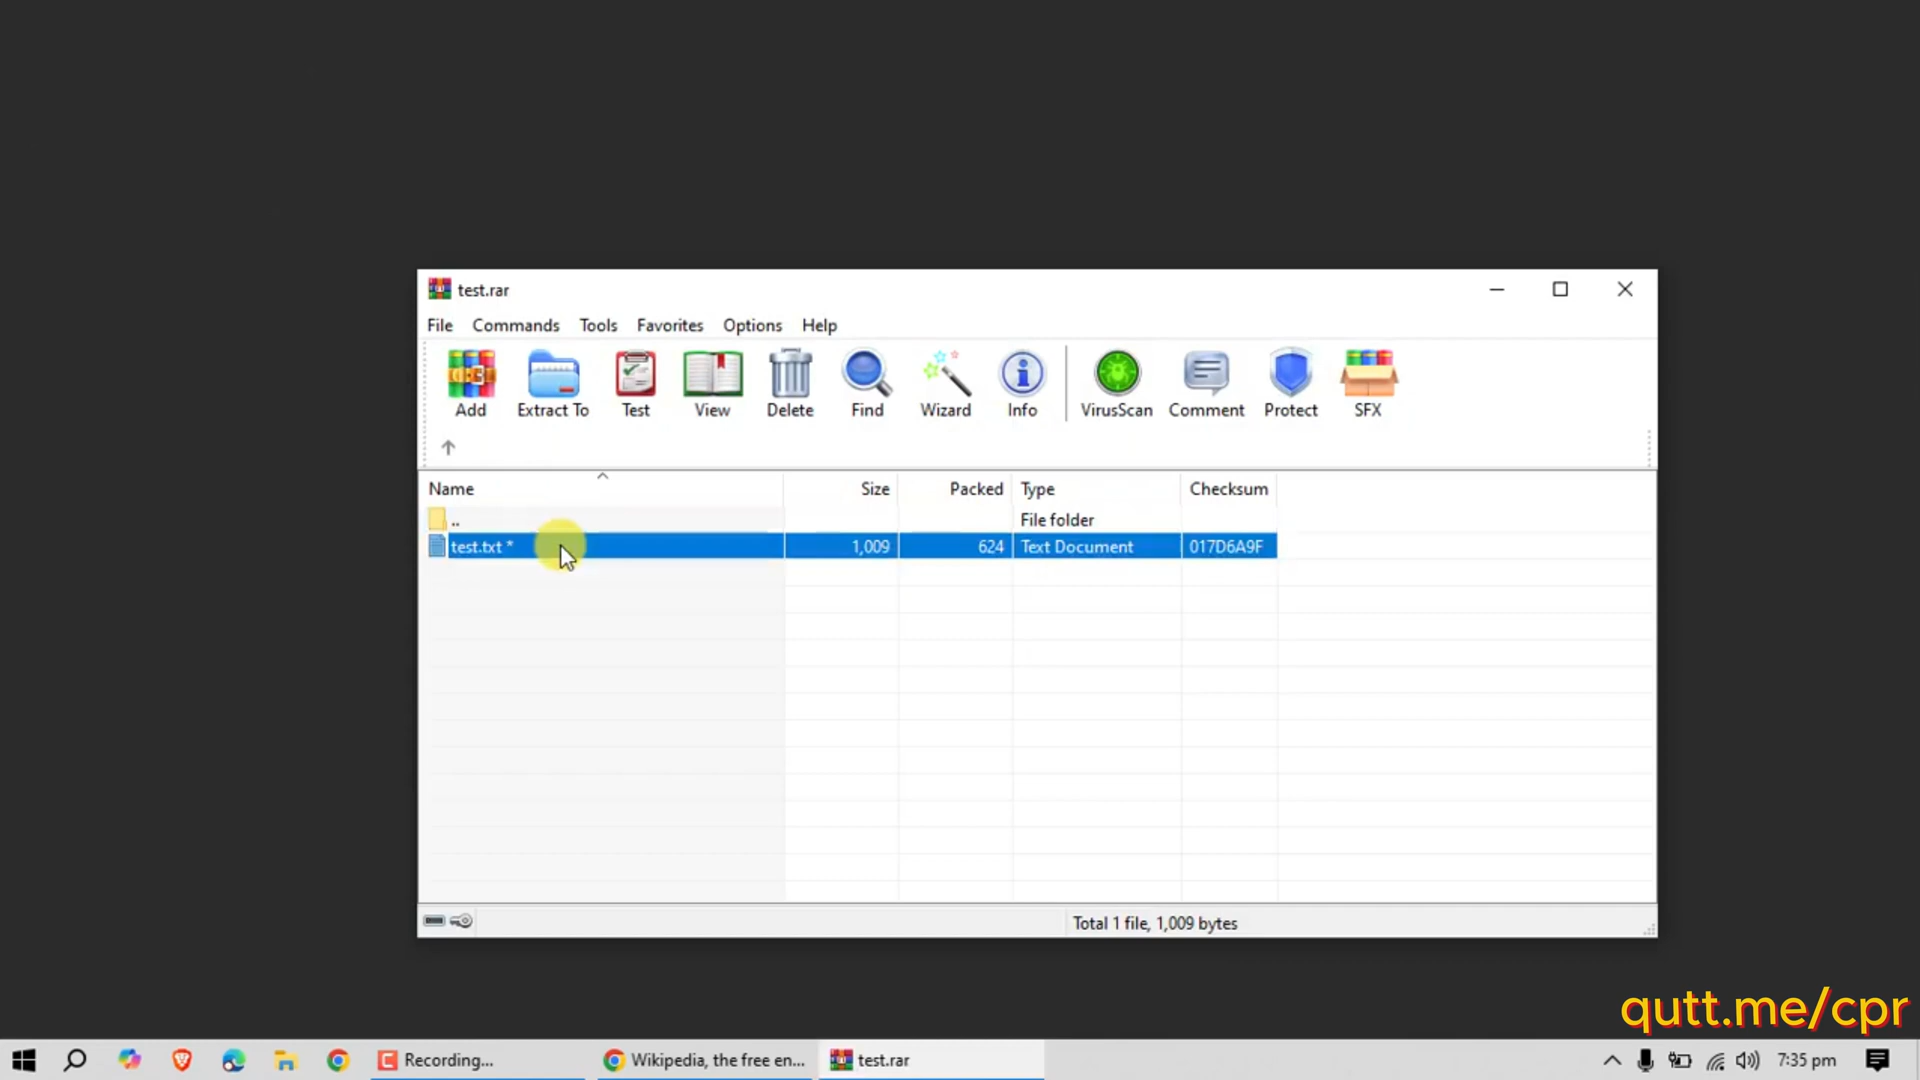 test.rar
File Commands Tools Favorites Options Help
Add Extract To Test View Delete Find Wizard Info VirusScan Comment Protect SFX
Name Size Packed Type Checksum
.. File folder
test.txt * 1,009 624 Text Document 017D6A9F
Total 1 file, 1,009 bytes
qutt.me/cpr
Recording... Wikipedia, the free en... test.rar 7:35 pm